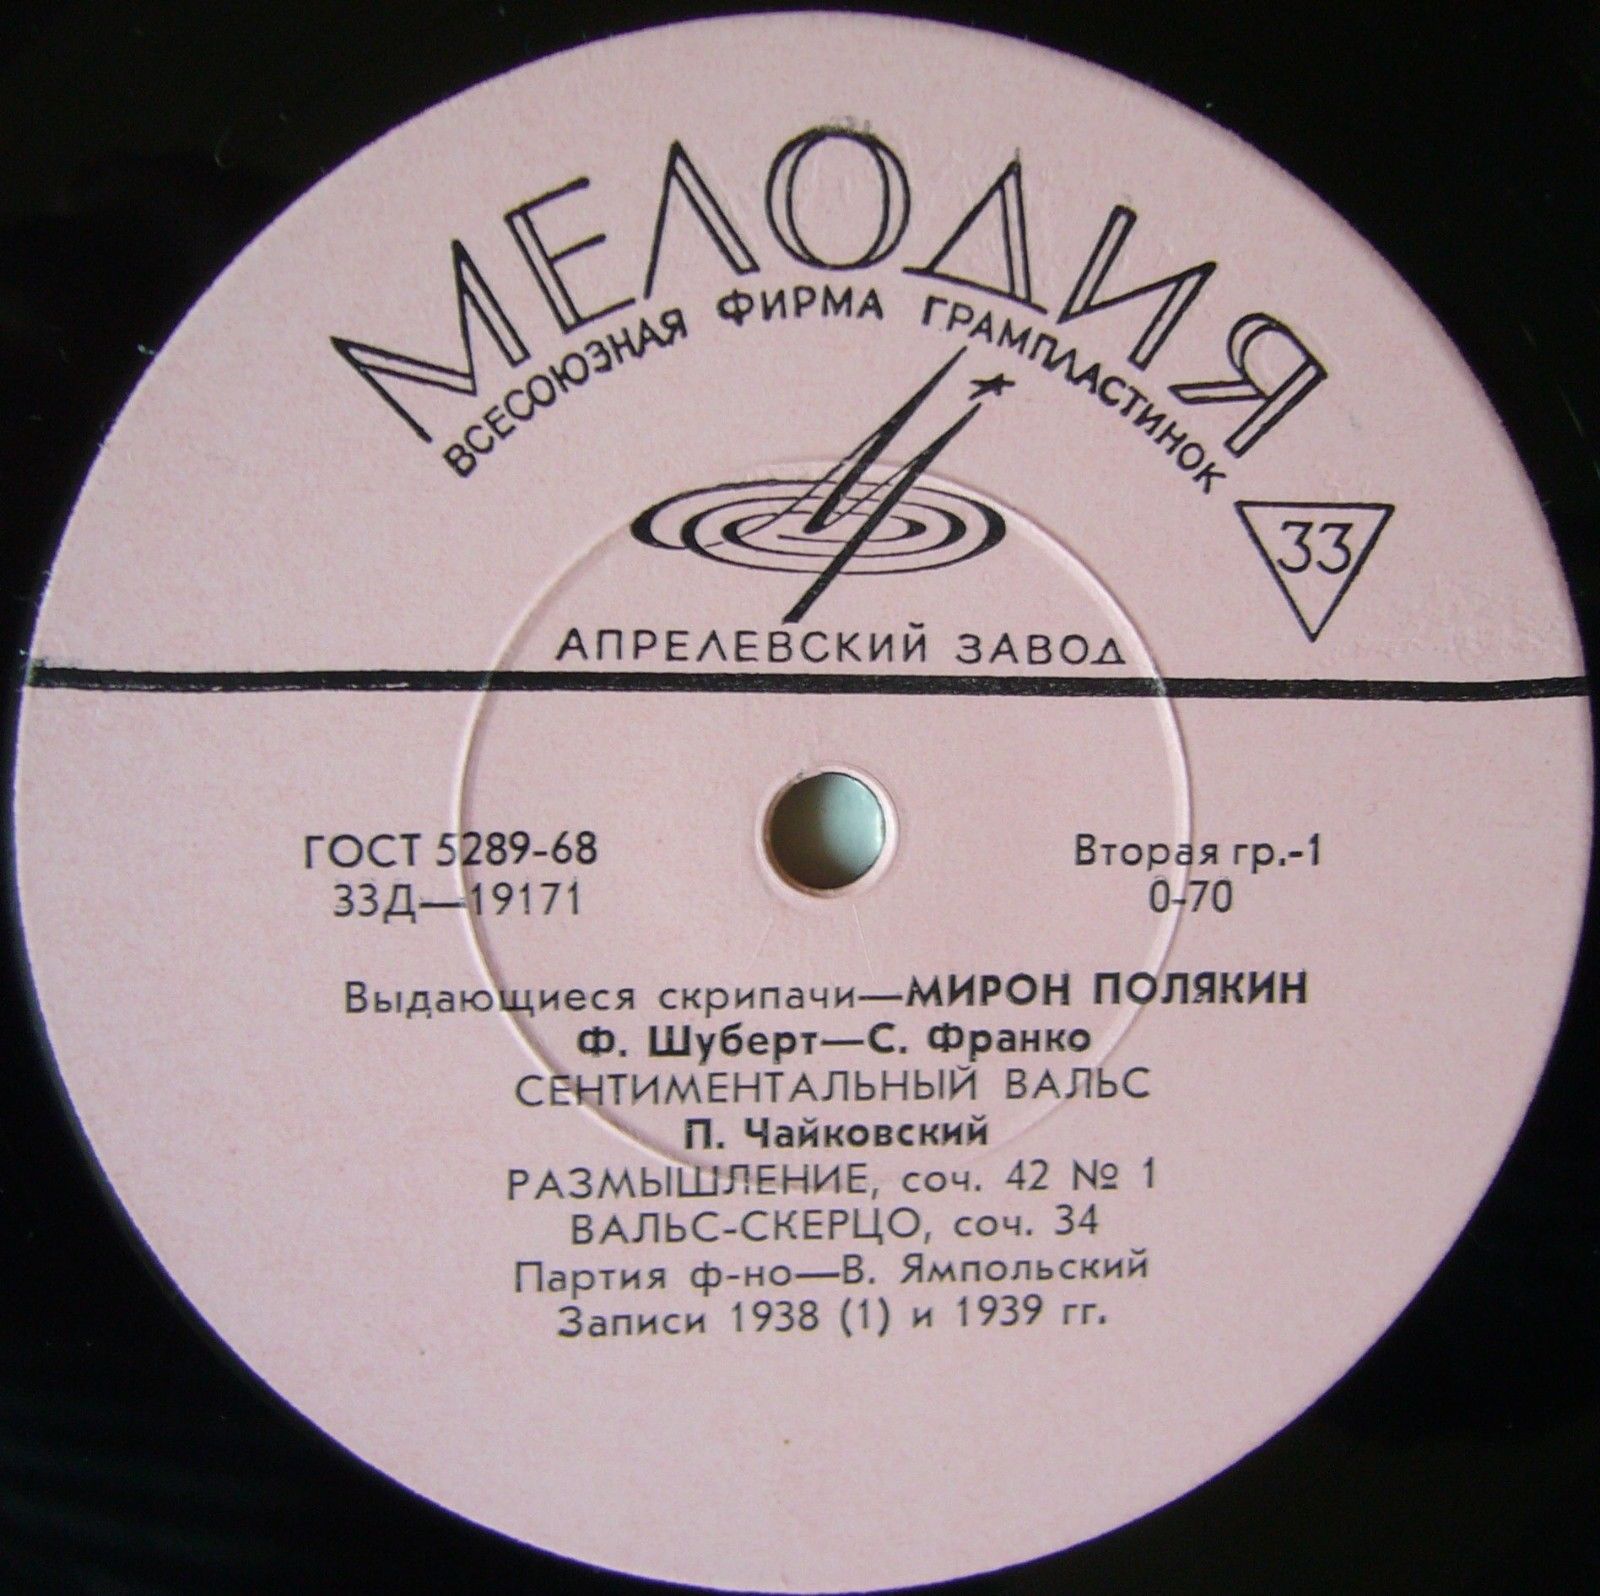 МЕЛОДИЯ
ВСЕСОЮЗНАЯ ФИРМА ГРАМПЛАСТИНОК
33
АПРЕЛЕВСКИЙ ЗАВОД
ГОСТ 5289-68
33Д—19171
Вторая гр.-1
0-70
Выдающиеся скрипачи—МИРОН ПОЛЯКИН
Ф. Шуберт—С. Франко
СЕНТИМЕНТАЛЬНЫЙ ВАЛЬС
П. Чайковский
РАЗМЫШЛЕНИЕ, соч. 42 № 1
ВАЛЬС-СКЕРЦО, соч. 34
Партия ф-но—В. Ямпольский
Записи 1938 (1) и 1939 гг.